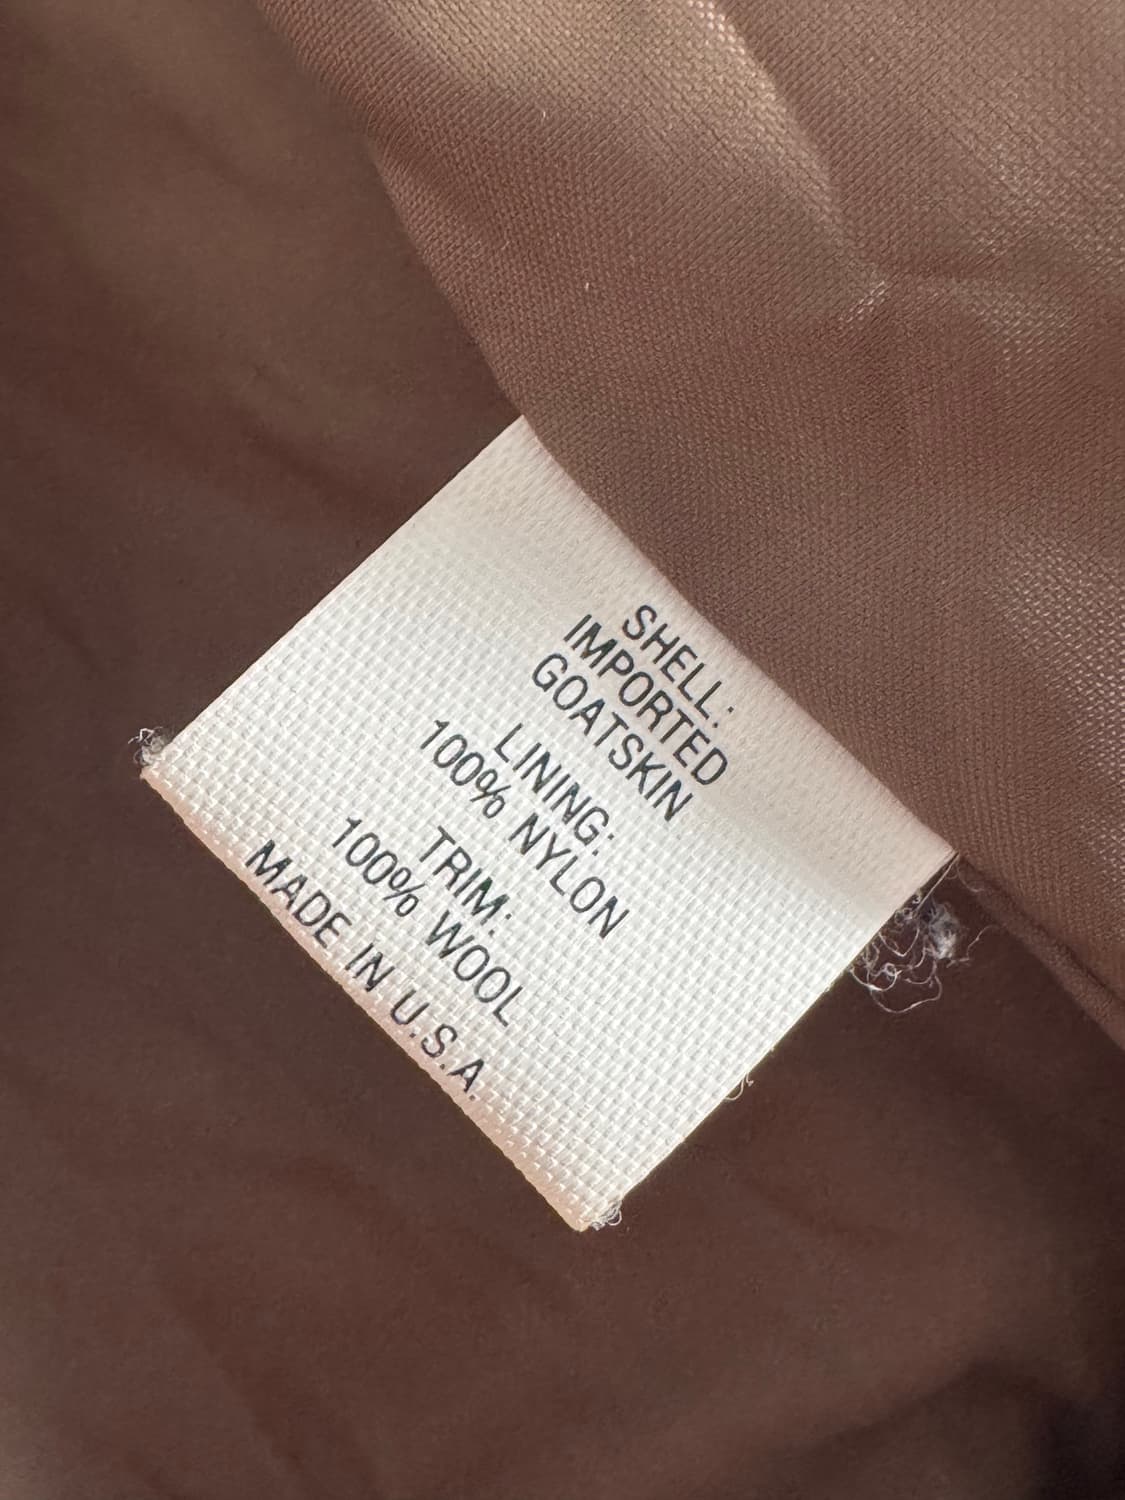 SHELL:
IMPORTED
GOATSKIN
LINING:
100% NYLON
TRIM:
100% WOOL
MADE IN U.S.A.